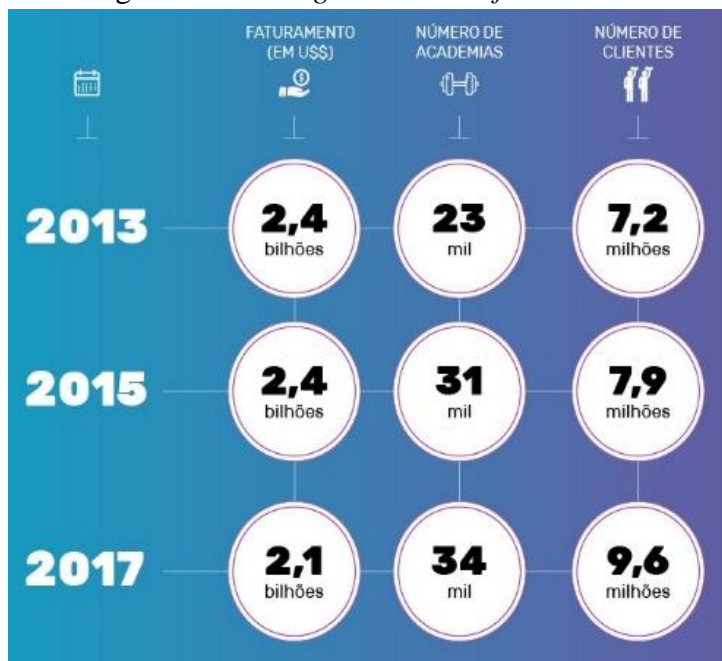 FATURAMENTO
(EM U$$)
NÚMERO DE
ACADEMIAS
NÚMERO DE
CLIENTES
2013
2,4
bilhões
23
mil
7,2
milhões
2015
2,4
bilhões
31
mil
7,9
milhões
2017
2,1
bilhões
34
mil
9,6
milhões